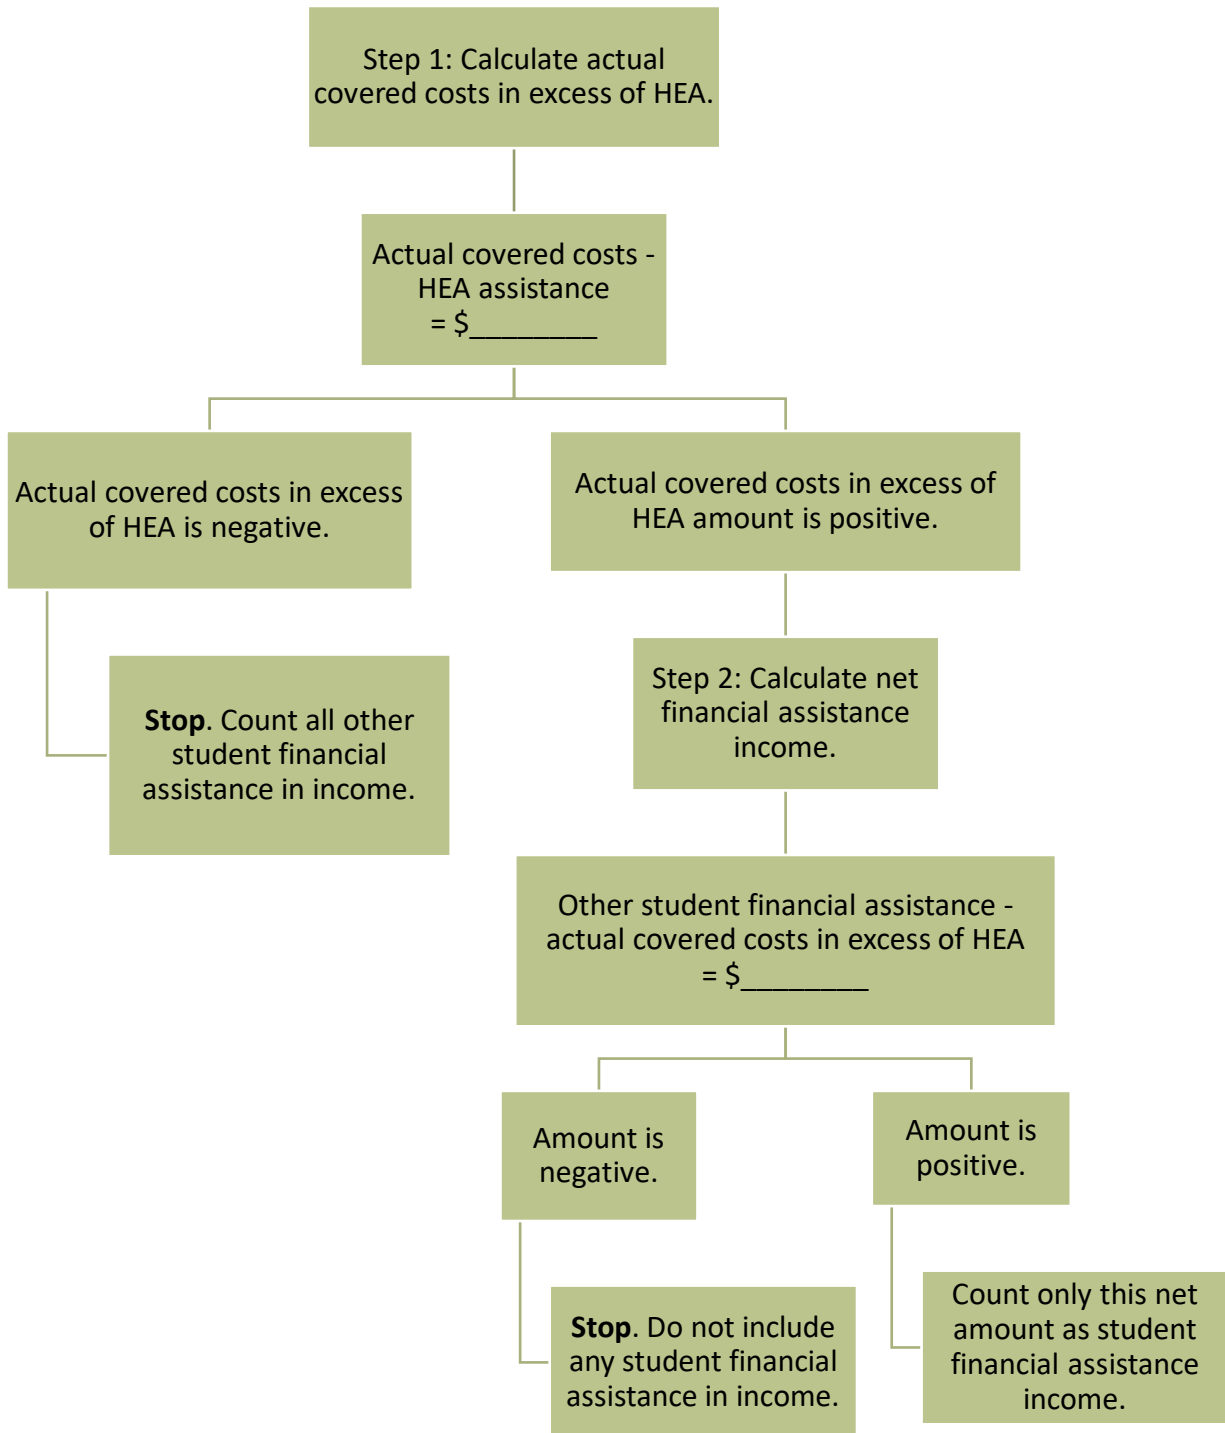 Step 1: Calculate actual
covered costs in excess of HEA.
Actual covered costs -
HEA assistance
= $________
Actual covered costs in excess
of HEA is negative.
Stop. Count all other
student financial
assistance in income.
Actual covered costs in excess of
HEA amount is positive.
Step 2: Calculate net
financial assistance
income.
Other student financial assistance -
actual covered costs in excess of HEA
= $________
Amount is
negative.
Stop. Do not include
any student financial
assistance in income.
Amount is
positive.
Count only this net
amount as student
financial assistance
income.